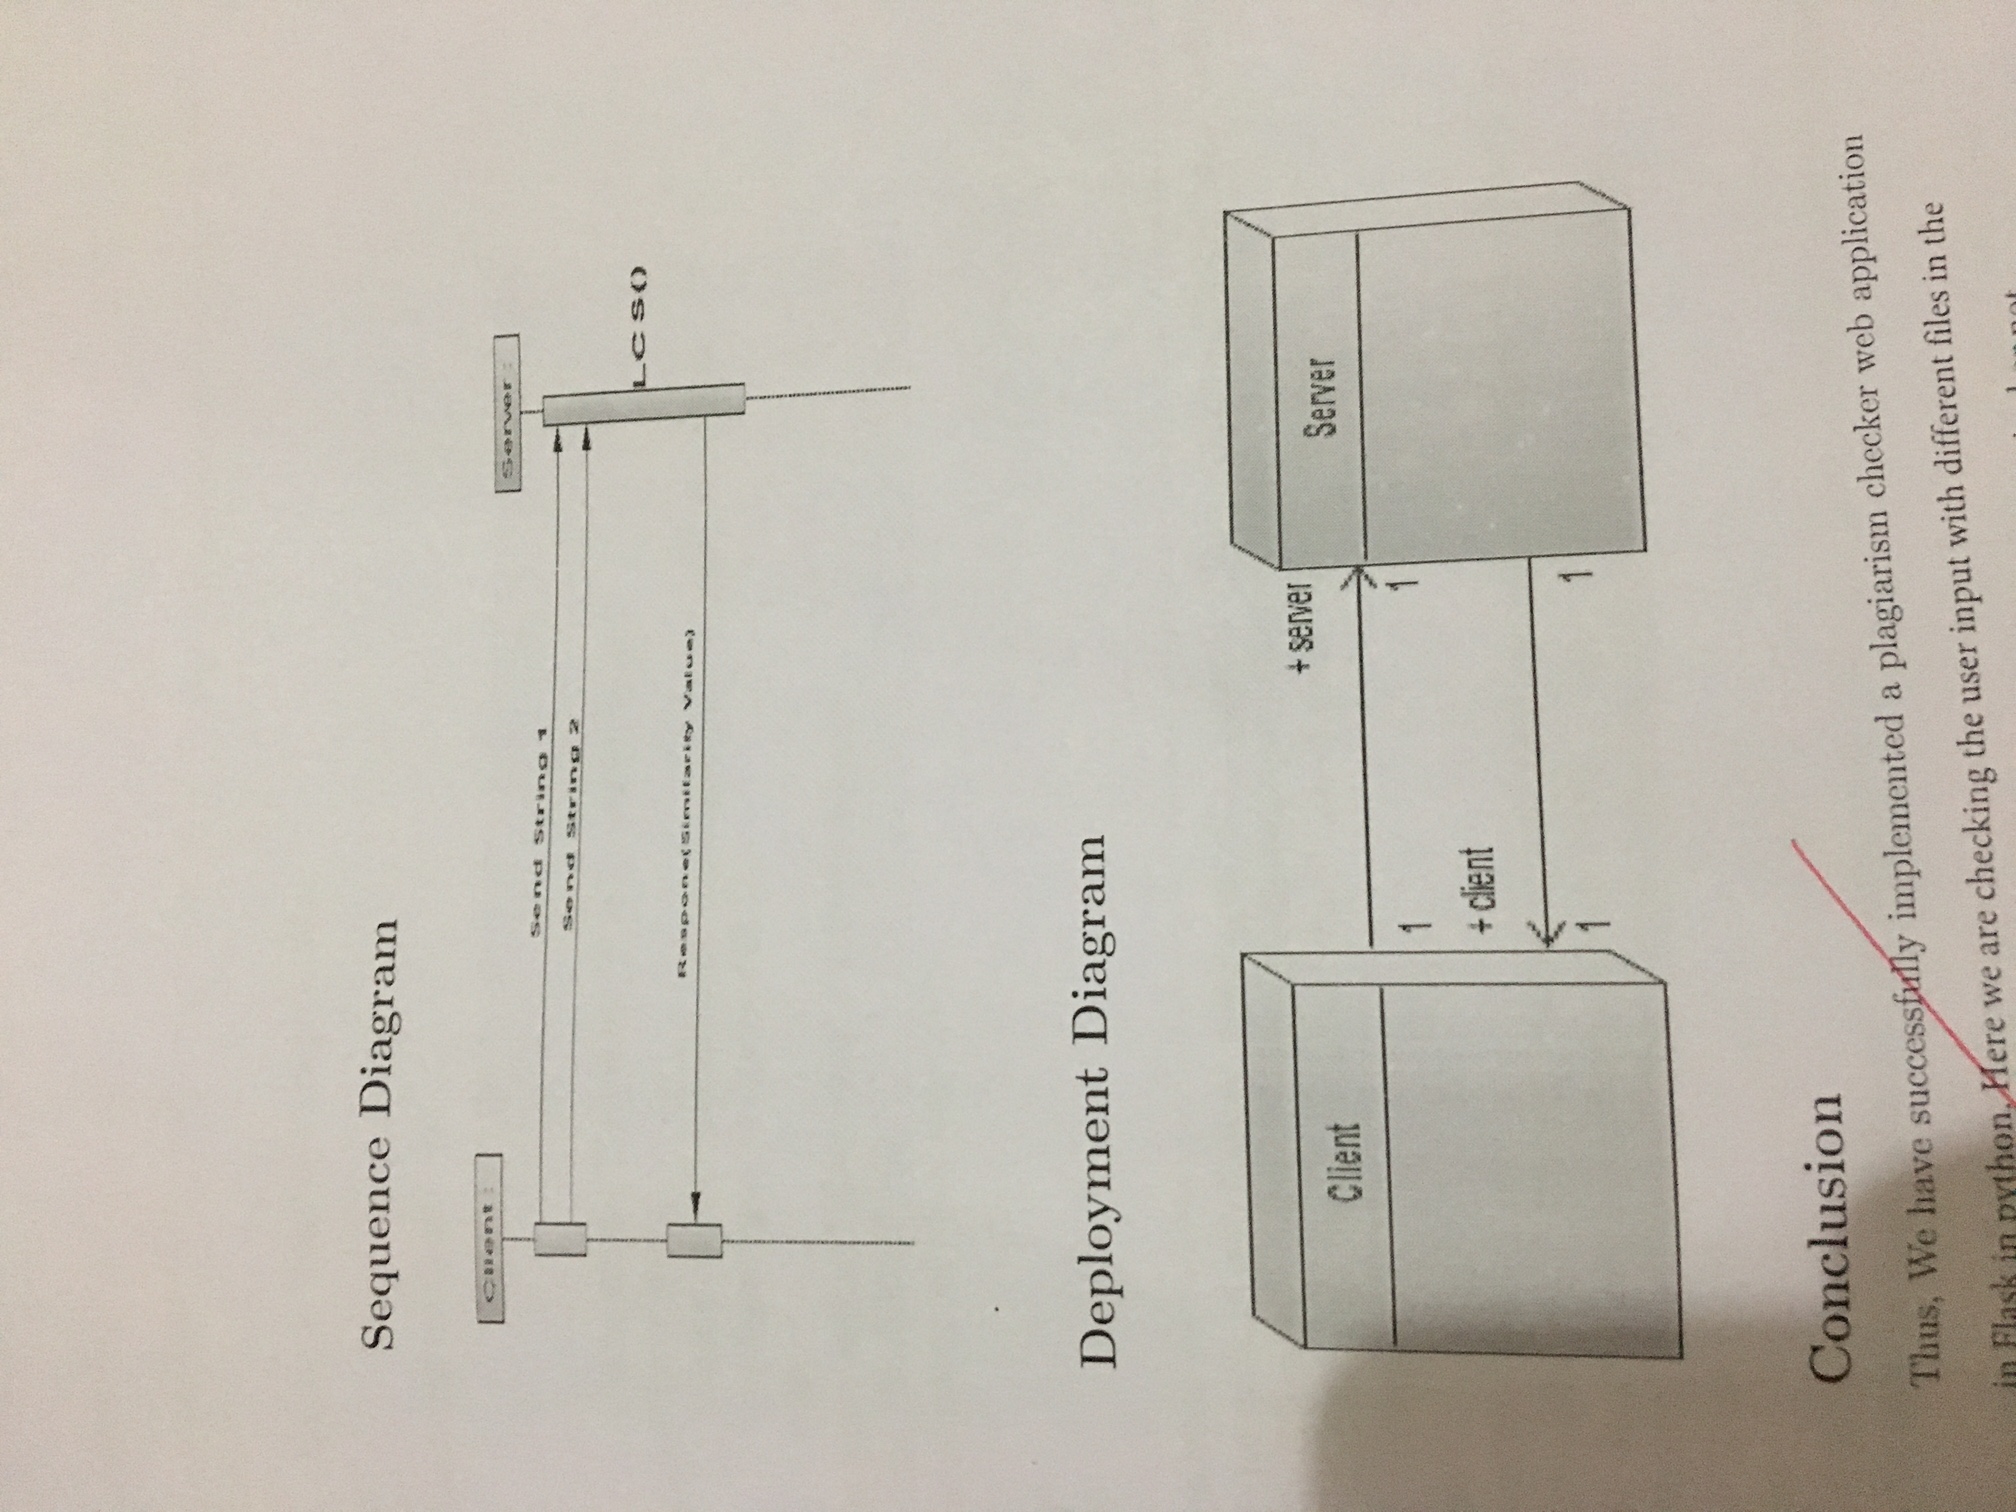 Sequence Diagram
Client :
Server :
Send String 1
Send String 2
LCS()
Respone(Similarity Value)
Deployment Diagram
Client
+ server
Server
1
1
+ client
1
1
Conclusion
Thus, We have successfully implemented a plagiarism checker web application
in Flask in python. Here we are checking the user input with different files in the